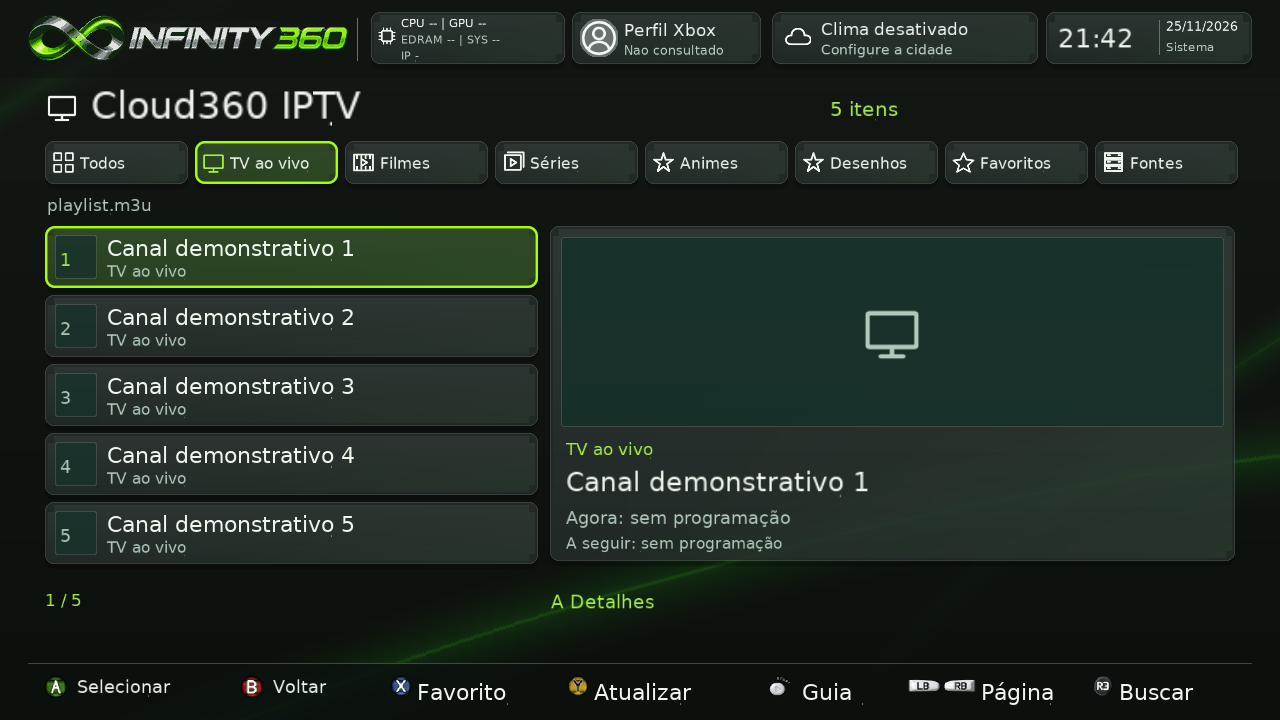 INFINITY 360
CPU -- | GPU --
EDRAM -- | SYS --
IP -
Perfil Xbox
Nao consultado
Clima desativado
Configure a cidade
21:42
25/11/2026
Sistema
Cloud360 IPTV
5 itens
Todos
TV ao vivo
Filmes
Séries
Animes
Desenhos
Favoritos
Fontes
playlist.m3u
1
Canal demonstrativo 1
TV ao vivo
2
Canal demonstrativo 2
TV ao vivo
3
Canal demonstrativo 3
TV ao vivo
4
Canal demonstrativo 4
TV ao vivo
5
Canal demonstrativo 5
TV ao vivo
TV ao vivo
Canal demonstrativo 1
Agora: sem programação
A seguir: sem programação
1 / 5
A Detalhes
A Selecionar
B Voltar
X Favorito
Y Atualizar
Guia
LB RB Página
R3 Buscar